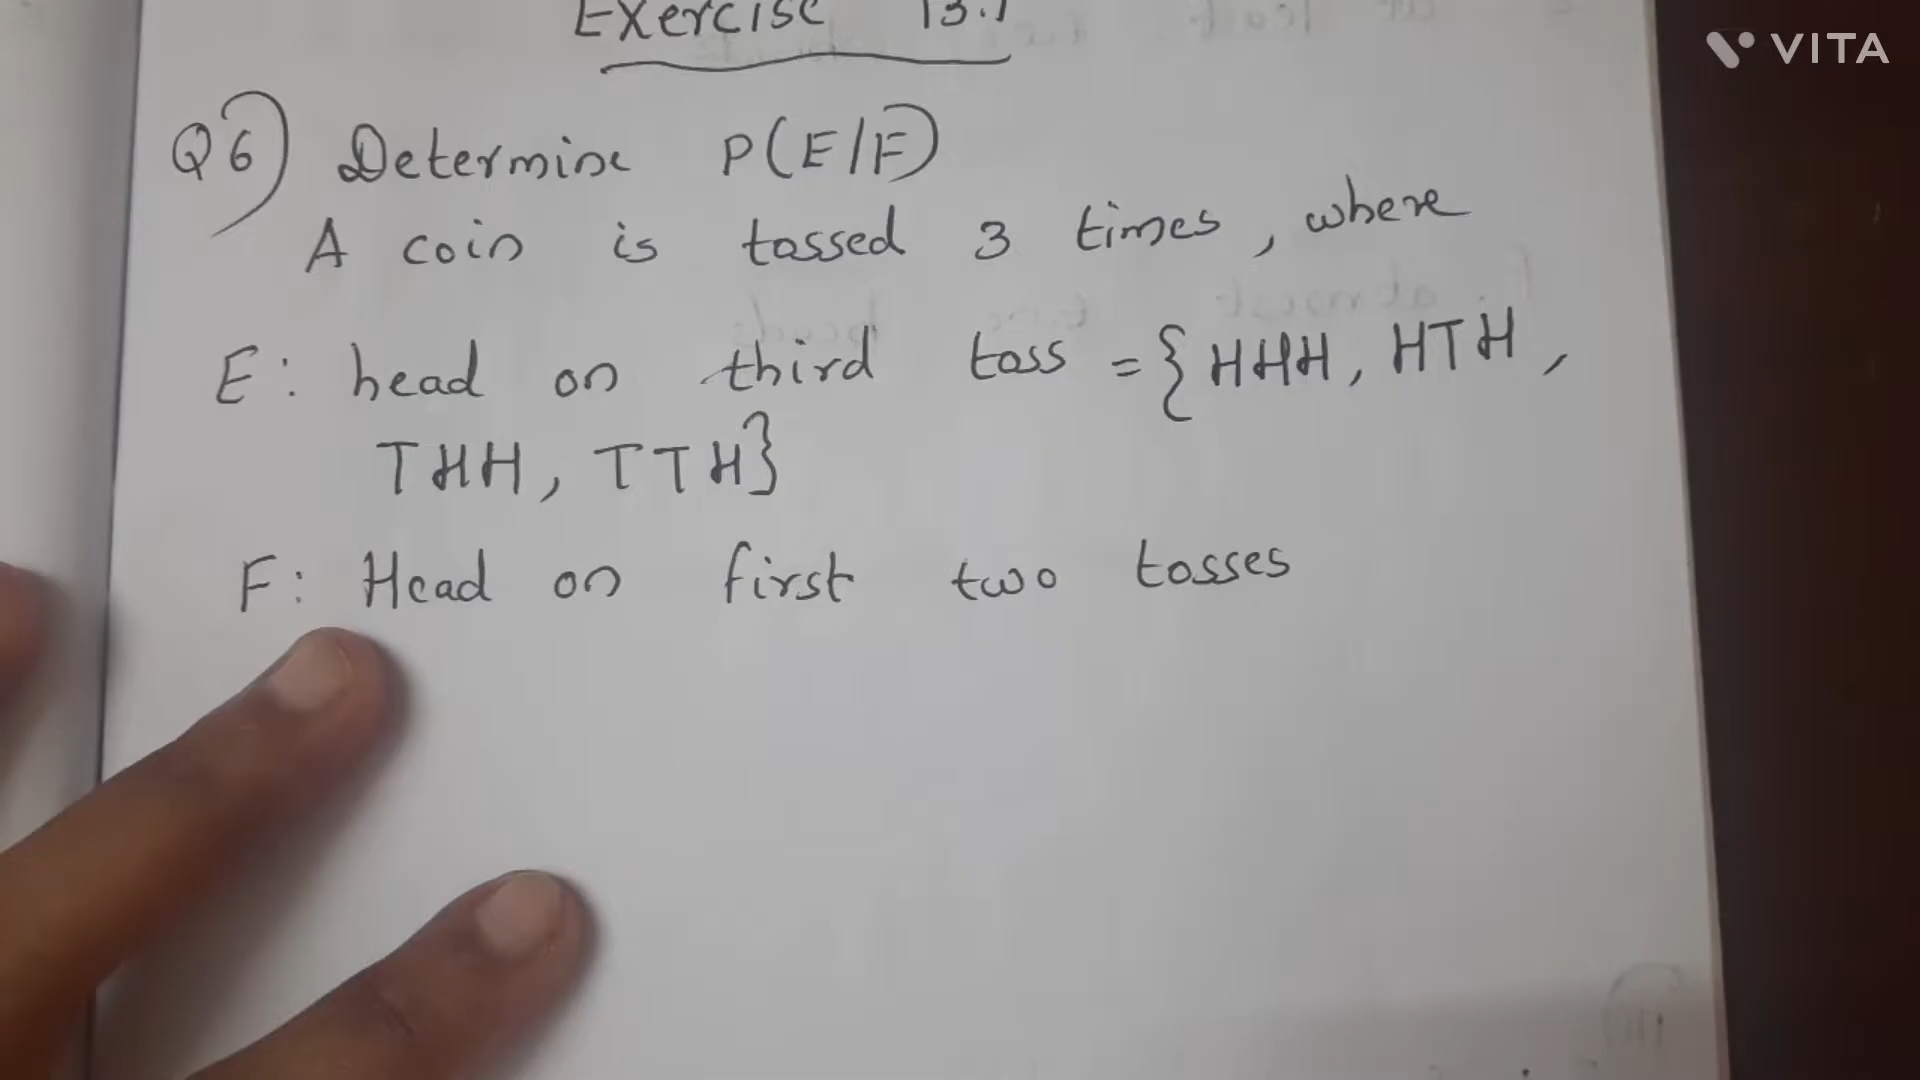 Exercise 13.1
VITA
Q6) Determine P(E/F)
A coin is tossed 3 times, where
E: head on third toss = {HHH, HTH,
THH, TTH}
F: Head on first two tosses